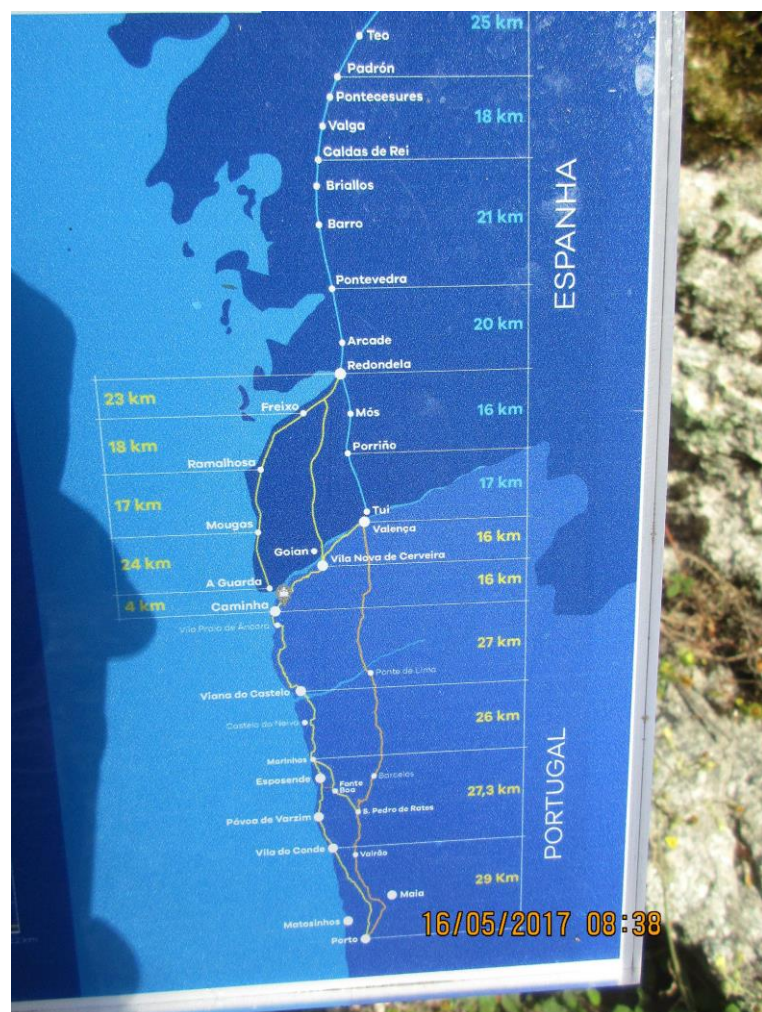 25 km
Teo
Padrón
Pontecesures
18 km
Valga
Caldas de Rei
Briallos
21 km
Barro
ESPANHA
Pontevedra
20 km
Arcade
Redondela
23 km
Freixo
Mós
16 km
18 km
Porriño
Ramalhosa
17 km
17 km
Tui
Valença
Mougas
16 km
Goian
Vila Nova de Cerveira
24 km
A Guarda
16 km
4 km
Caminha
Vila Praia de Âncora
27 km
Ponte de Lima
Viana do Castelo
26 km
Castelo do Neiva
PORTUGAL
Marinhas
Esposende
Fonte
Boa
Barcelos
27,3 km
S. Pedro de Rates
Póvoa de Varzim
Vila do Conde
Vairão
29 Km
Maia
Matosinhos
Porto
16/05/2017 08:38